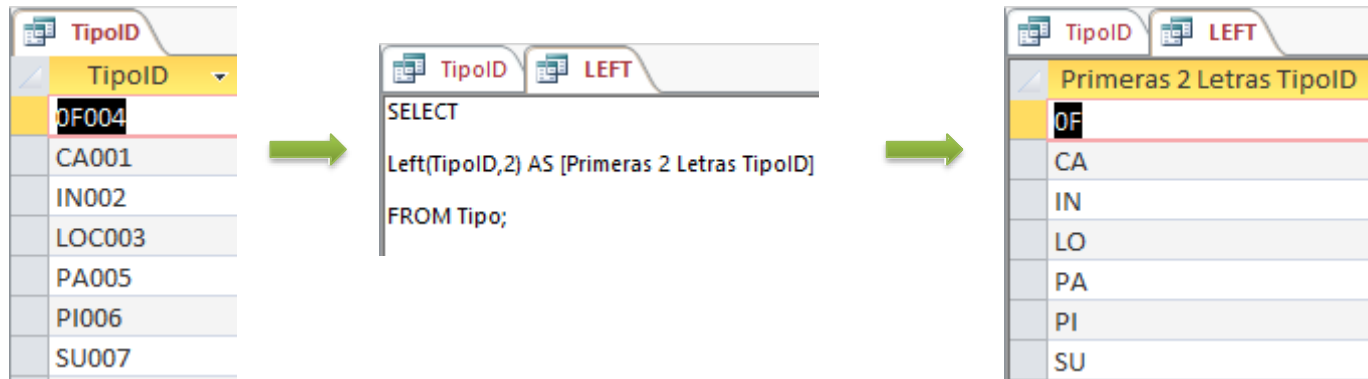 TipoID
TipoID
0F004
CA001
IN002
LOC003
PA005
PI006
SU007
TipoID LEFT
SELECT
Left(TipoID,2) AS [Primeras 2 Letras TipoID]
FROM Tipo;
TipoID LEFT
Primeras 2 Letras TipoID
0F
CA
IN
LO
PA
PI
SU